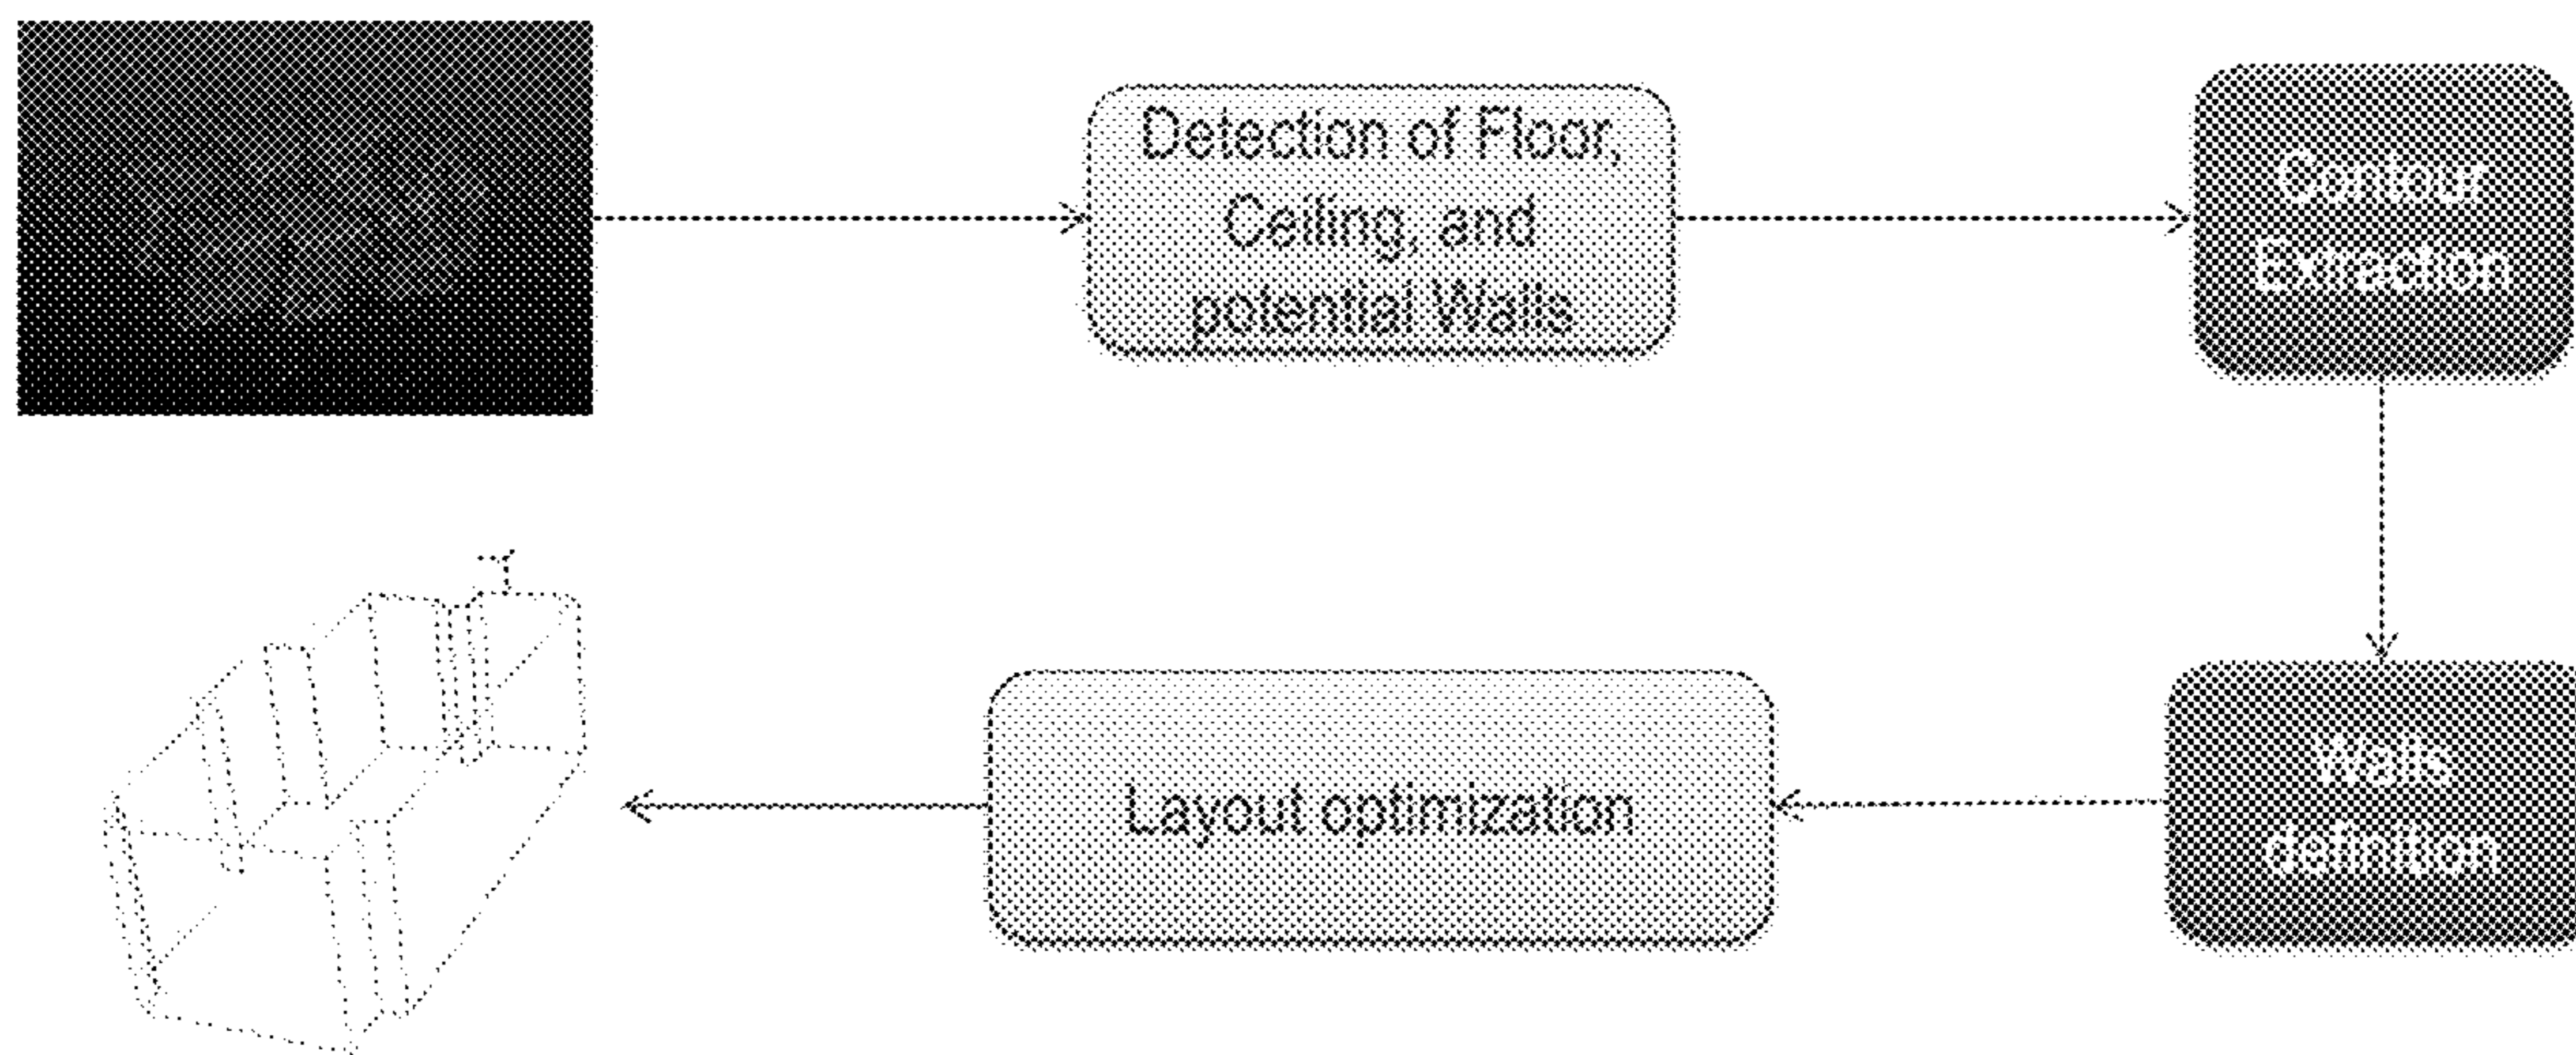 Detection of Floor,
Ceiling, and
potential Walls
Contour
Extraction
Walls
definition
Layout optimization